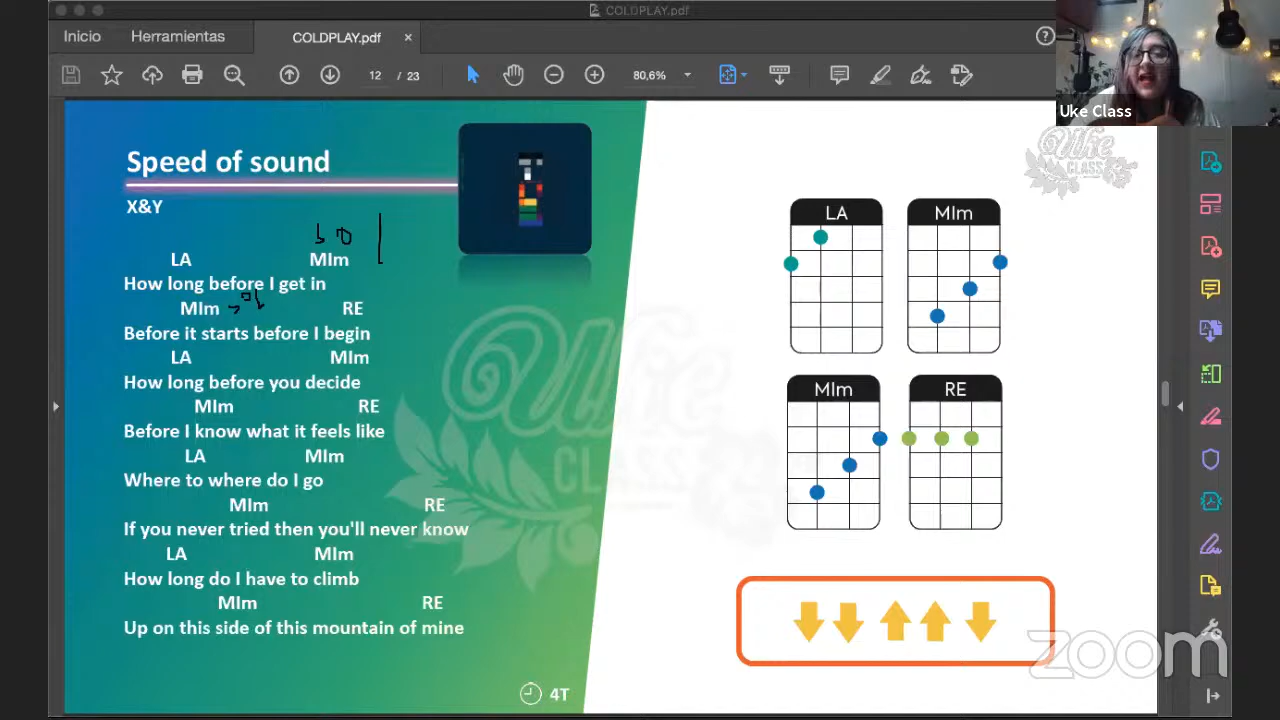 COLDPLAY.pdf
Inicio Herramientas COLDPLAY.pdf ×
12 / 23 80,6%
Uke Class
Uke
CLASS
Speed of sound
X&Y
LA MIm
How long before I get in
MIm RE
Before it starts before I begin
LA MIm
How long before you decide
MIm RE
Before I know what it feels like
LA MIm
Where to where do I go
MIm RE
If you never tried then you'll never know
LA MIm
How long do I have to climb
MIm RE
Up on this side of this mountain of mine
4T
Uke
CLASS
LA MIm
MIm RE
zoom